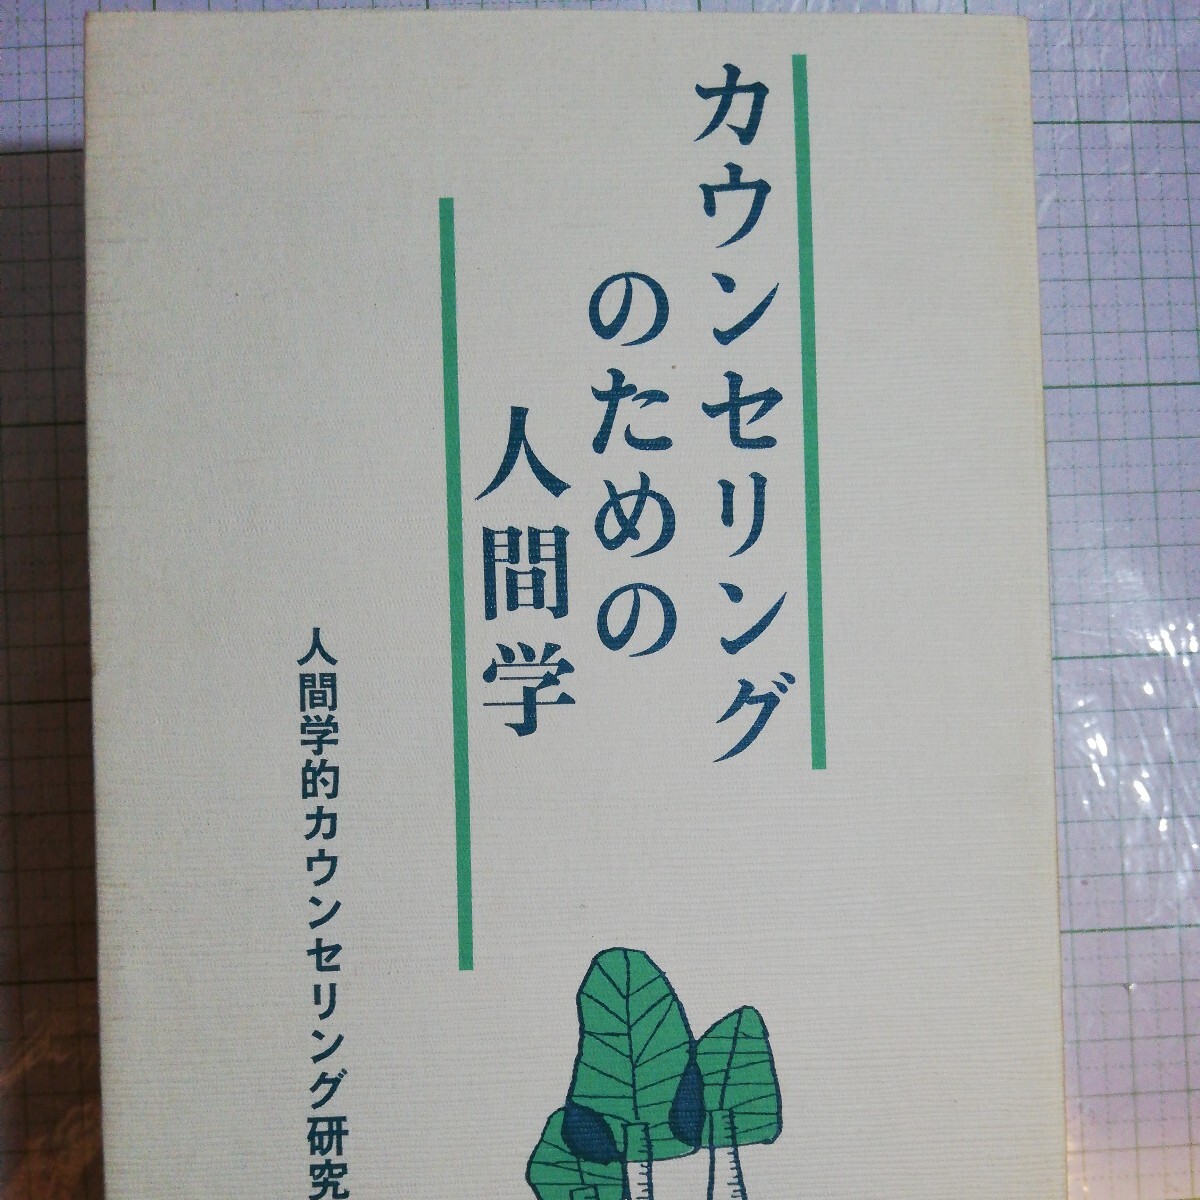 カウンセリング
のための
人間学
人間学的カウンセリング研究